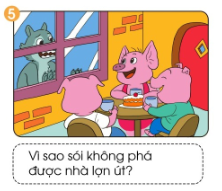 5
Vì sao sói không phá
được nhà lợn út?